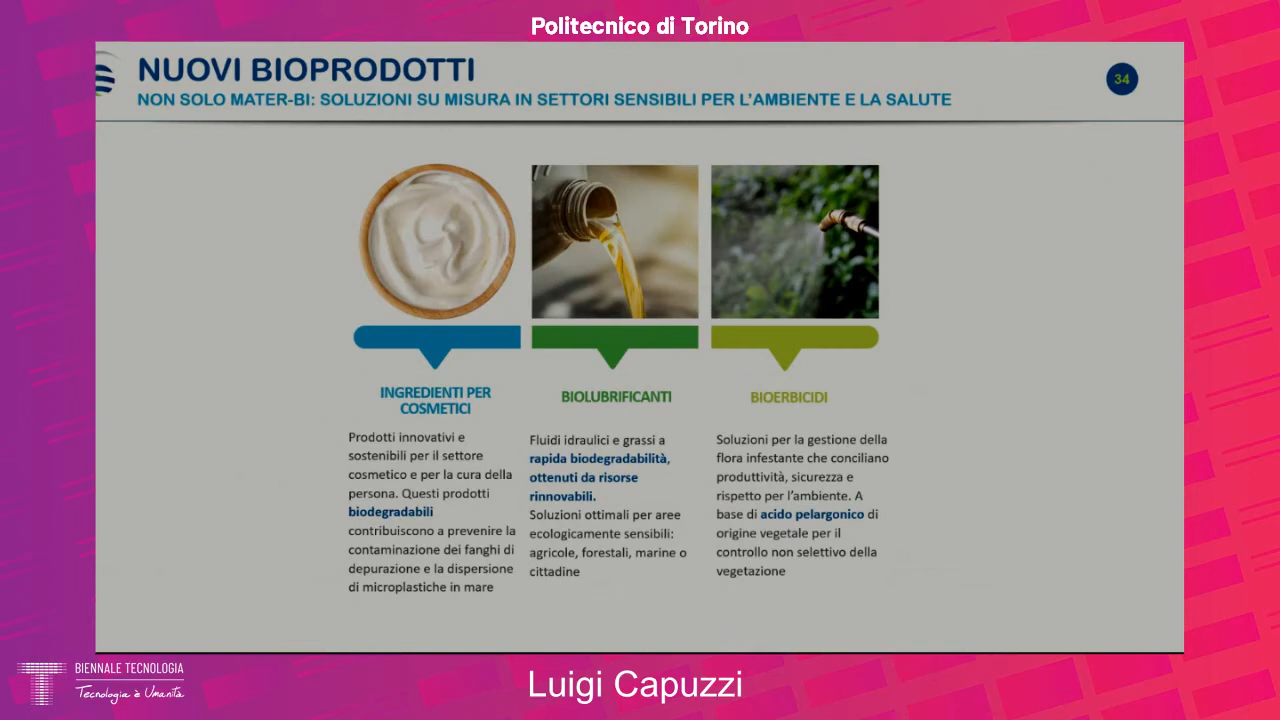 Politecnico di Torino
NUOVI BIOPRODOTTI
NON SOLO MATER-BI: SOLUZIONI SU MISURA IN SETTORI SENSIBILI PER L'AMBIENTE E LA SALUTE
34
INGREDIENTI PER
COSMETICI
Prodotti innovativi e
sostenibili per il settore
cosmetico e per la cura della
persona. Questi prodotti
biodegradabili
contribuiscono a prevenire la
contaminazione dei fanghi di
depurazione e la dispersione
di microplastiche in mare
BIOLUBRIFICANTI
Fluidi idraulici e grassi a
rapida biodegradabilità,
ottenuti da risorse
rinnovabili.
Soluzioni ottimali per aree
ecologicamente sensibili:
agricole, forestali, marine o
cittadine
BIOERBICIDI
Soluzioni per la gestione della
flora infestante che conciliano
produttività, sicurezza e
rispetto per l'ambiente. A
base di acido pelargonico di
origine vegetale per il
controllo non selettivo della
vegetazione
BIENNALE TECNOLOGIA
Tecnologia è Umanità
Luigi Capuzzi